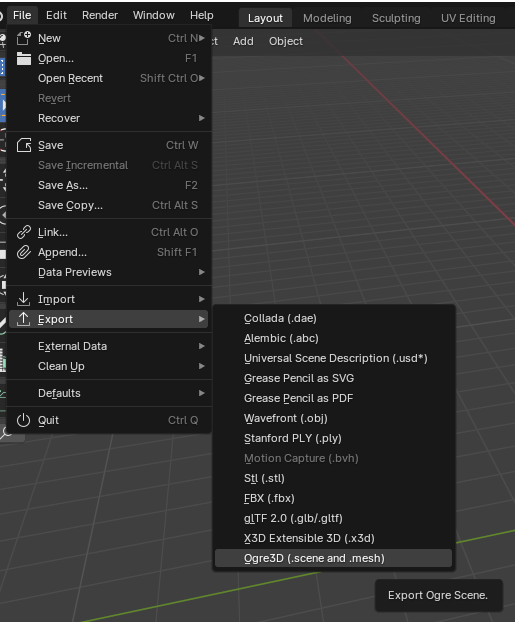 File Edit Render Window Help Layout Modeling Sculpting UV Editing
New Ctrl N
Add Object
Open... F1
Open Recent Shift Ctrl O
Revert
Recover
Save Ctrl W
Save Incremental Ctrl Alt S
Save As... F2
Save Copy... Ctrl Alt S
Link... Ctrl Alt O
Append... Shift F1
Data Previews
Import
Export
External Data
Clean Up
Defaults
Quit Ctrl Q
Collada (.dae)
Alembic (.abc)
Universal Scene Description (.usd*)
Grease Pencil as SVG
Grease Pencil as PDF
Wavefront (.obj)
Stanford PLY (.ply)
Motion Capture (.bvh)
Stl (.stl)
FBX (.fbx)
glTF 2.0 (.glb/.gltf)
X3D Extensible 3D (.x3d)
Ogre3D (.scene and .mesh)
Export Ogre Scene.